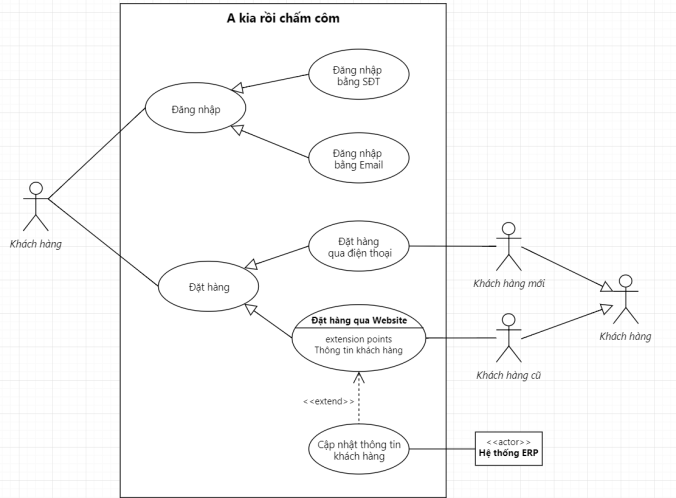 A kia rồi chấm côm
Đăng nhập
bằng SĐT
Đăng nhập
Đăng nhập
bằng Email
Khách hàng
Đặt hàng
qua điện thoại
Khách hàng mới
Đặt hàng
Đặt hàng qua Website
extension points
Thông tin khách hàng
Khách hàng
Khách hàng cũ
<<extend>>
Cập nhật thông tin
khách hàng
<<actor>>
Hệ thống ERP